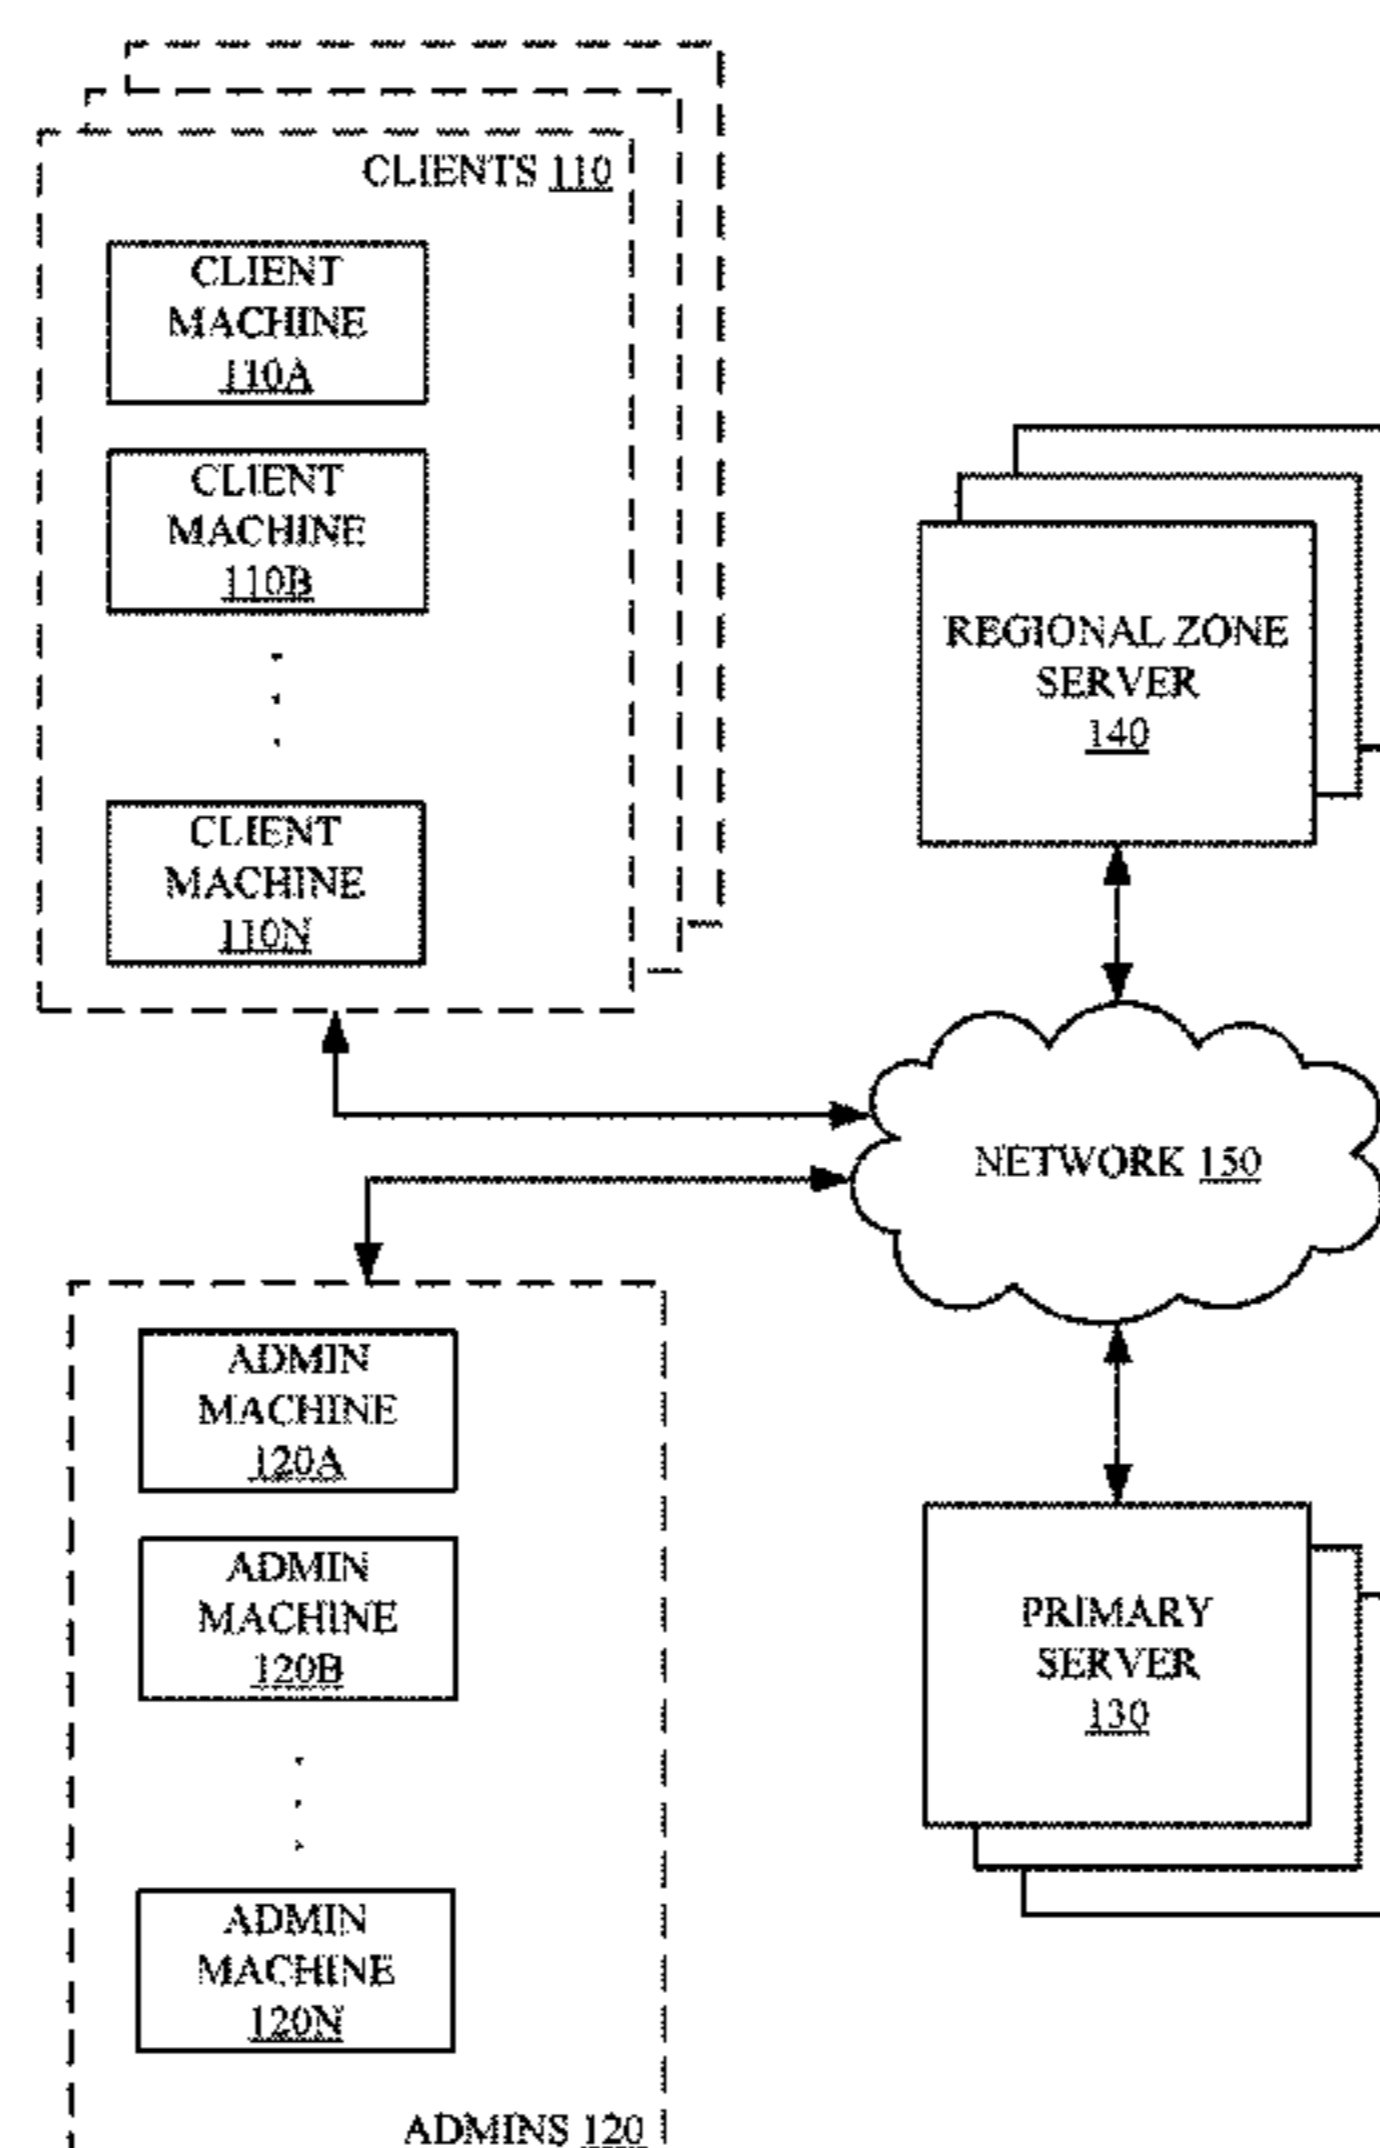 CLIENTS 110
CLIENT
MACHINE
110A
CLIENT
MACHINE
110B
CLIENT
MACHINE
110N
REGIONAL ZONE
SERVER
140
NETWORK 150
ADMIN
MACHINE
120A
ADMIN
MACHINE
120B
ADMIN
MACHINE
120N
ADMINS 120
PRIMARY
SERVER
130